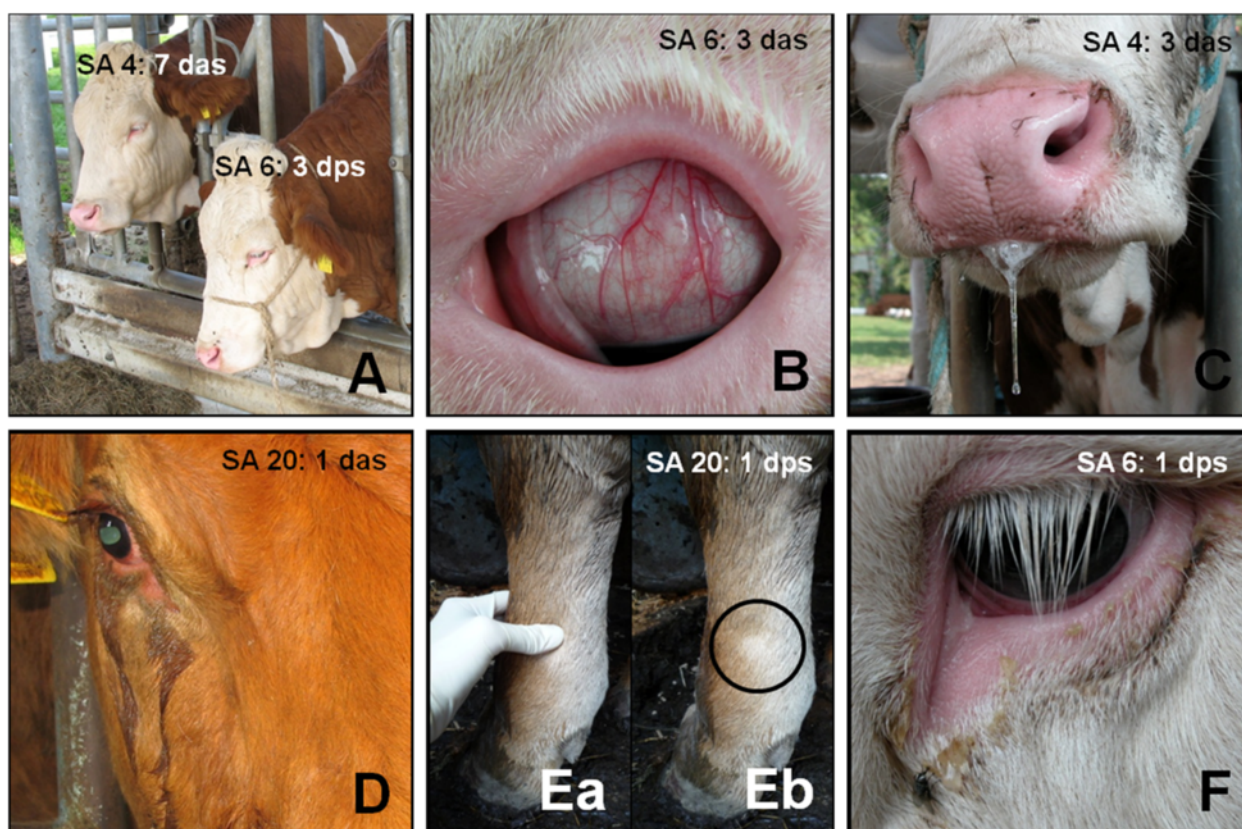 SA 4: 7 das
SA 6: 3 dps
A
SA 6: 3 das
B
SA 4: 3 das
C
SA 20: 1 das
D
SA 20: 1 dps
Ea
Eb
SA 6: 1 dps
F